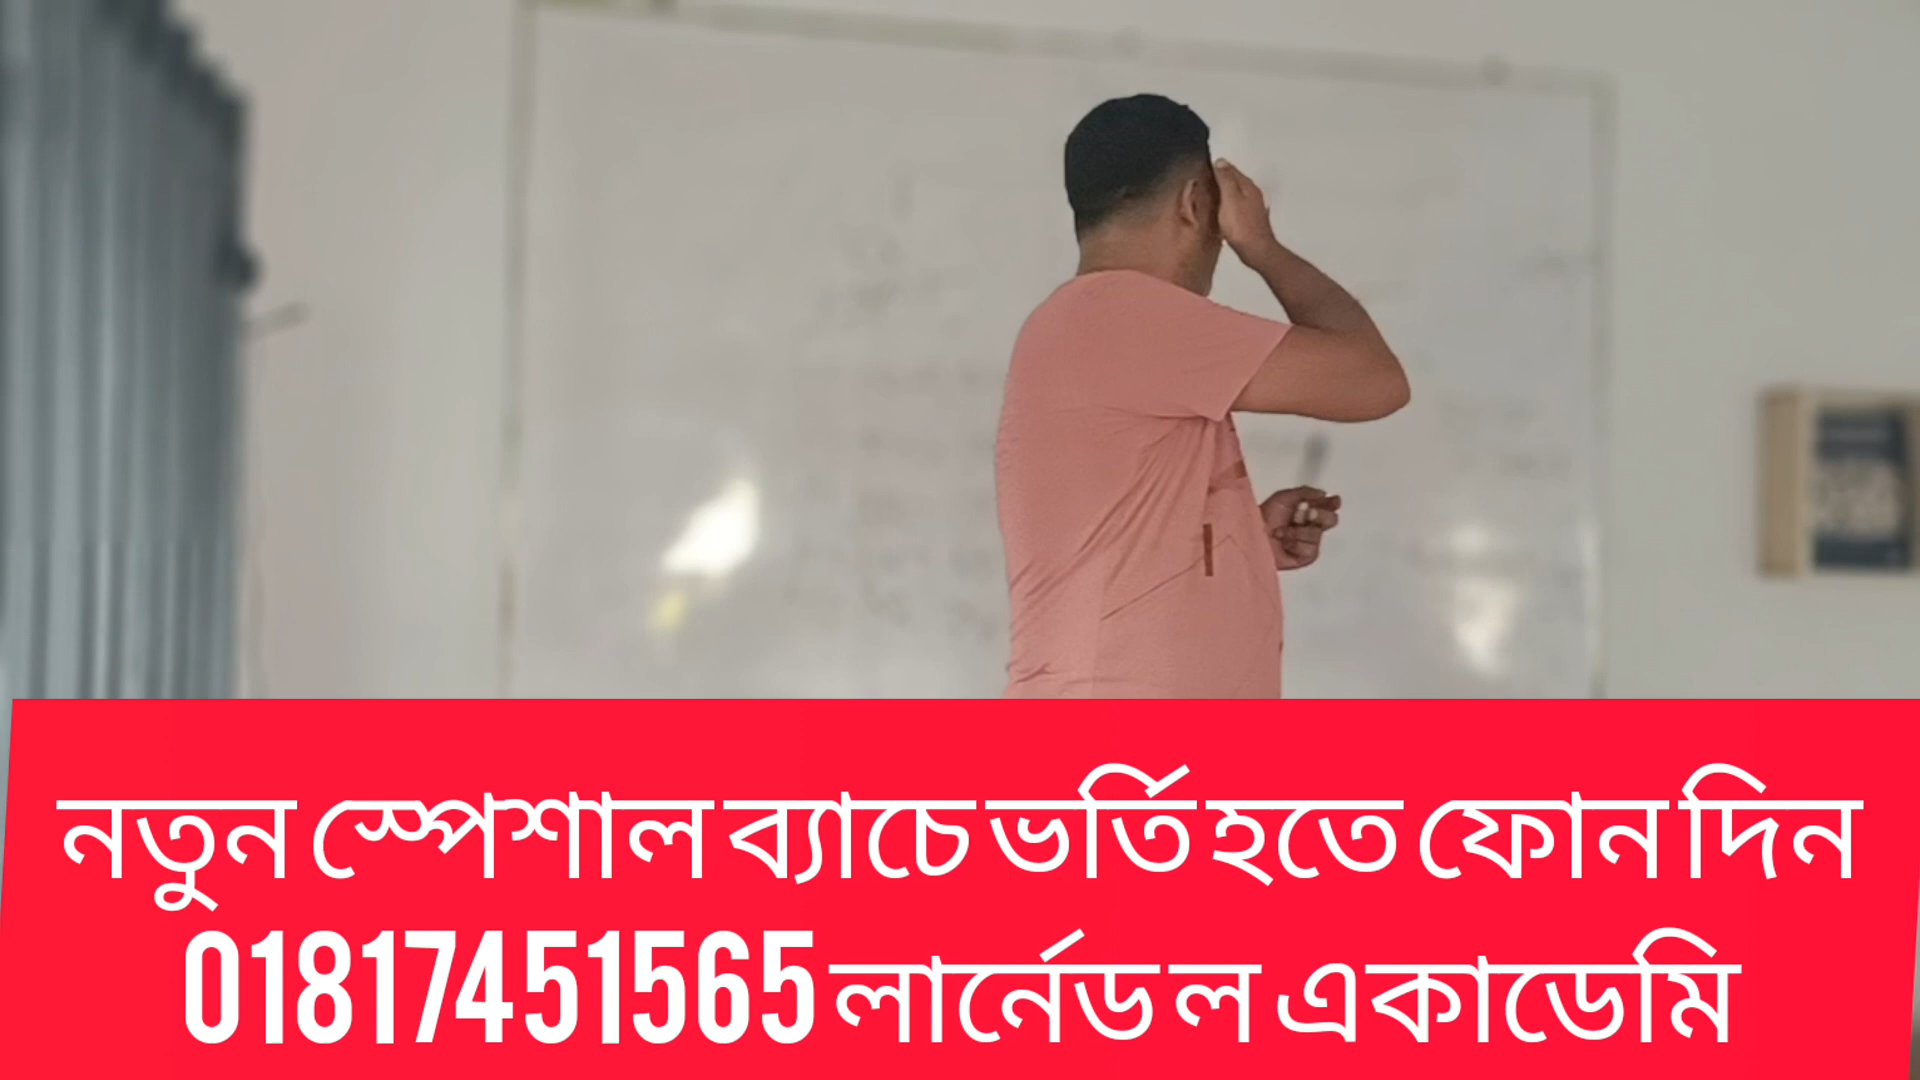 নতুন স্পেশাল ব্যাচে ভর্তি হতে ফোন দিন
01817451565 লার্নেড ল একাডেমি